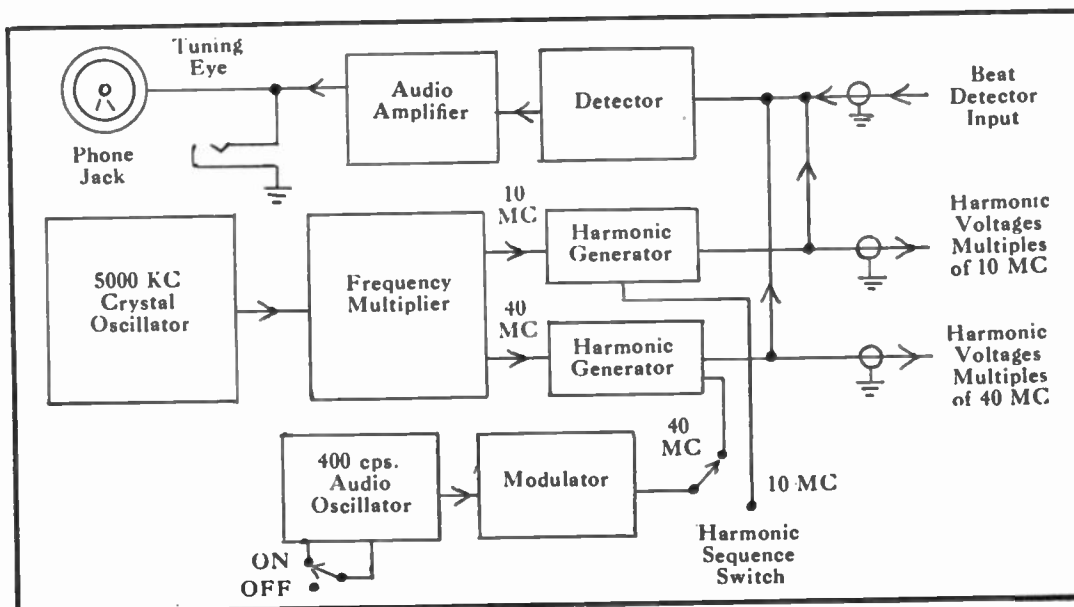 Tuning
Eye
Audio
Amplifier
Detector
Beat
Detector
Input
Phone
Jack
10
MC
Harmonic
Generator
Harmonic
Voltages
Multiples
of 10 MC
5000 KC
Crystal
Oscillator
Frequency
Multiplier
40
MC
Harmonic
Generator
Harmonic
Voltages
Multiples
of 40 MC
400 cps.
Audio
Oscillator
Modulator
40
MC
10 MC
Harmonic
Sequence
Switch
ON
OFF